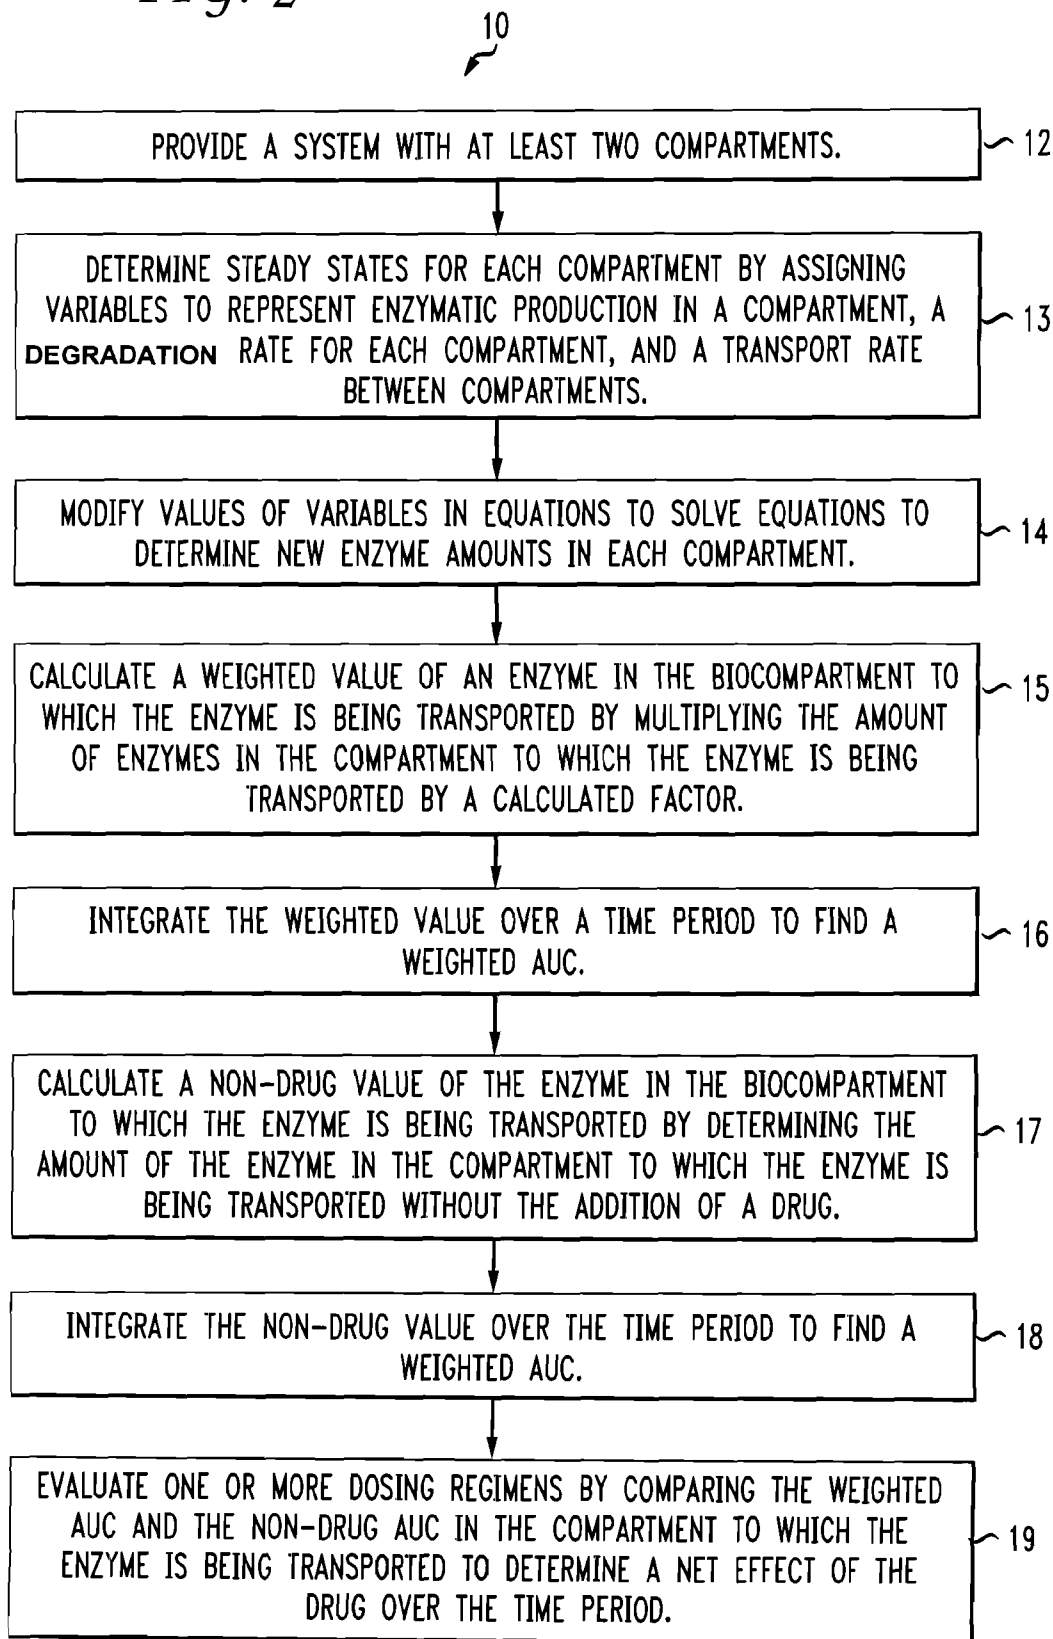 Fig. 2
10
PROVIDE A SYSTEM WITH AT LEAST TWO COMPARTMENTS.
12
DETERMINE STEADY STATES FOR EACH COMPARTMENT BY ASSIGNING
VARIABLES TO REPRESENT ENZYMATIC PRODUCTION IN A COMPARTMENT, A
DEGRADATION RATE FOR EACH COMPARTMENT, AND A TRANSPORT RATE
BETWEEN COMPARTMENTS.
13
MODIFY VALUES OF VARIABLES IN EQUATIONS TO SOLVE EQUATIONS TO
DETERMINE NEW ENZYME AMOUNTS IN EACH COMPARTMENT.
14
CALCULATE A WEIGHTED VALUE OF AN ENZYME IN THE BIOCOMPARTMENT TO
WHICH THE ENZYME IS BEING TRANSPORTED BY MULTIPLYING THE AMOUNT
OF ENZYMES IN THE COMPARTMENT TO WHICH THE ENZYME IS BEING
TRANSPORTED BY A CALCULATED FACTOR.
15
INTEGRATE THE WEIGHTED VALUE OVER A TIME PERIOD TO FIND A
WEIGHTED AUC.
16
CALCULATE A NON-DRUG VALUE OF THE ENZYME IN THE BIOCOMPARTMENT
TO WHICH THE ENZYME IS BEING TRANSPORTED BY DETERMINING THE
AMOUNT OF THE ENZYME IN THE COMPARTMENT TO WHICH THE ENZYME IS
BEING TRANSPORTED WITHOUT THE ADDITION OF A DRUG.
17
INTEGRATE THE NON-DRUG VALUE OVER THE TIME PERIOD TO FIND A
WEIGHTED AUC.
18
EVALUATE ONE OR MORE DOSING REGIMENS BY COMPARING THE WEIGHTED
AUC AND THE NON-DRUG AUC IN THE COMPARTMENT TO WHICH THE
ENZYME IS BEING TRANSPORTED TO DETERMINE A NET EFFECT OF THE
DRUG OVER THE TIME PERIOD.
19